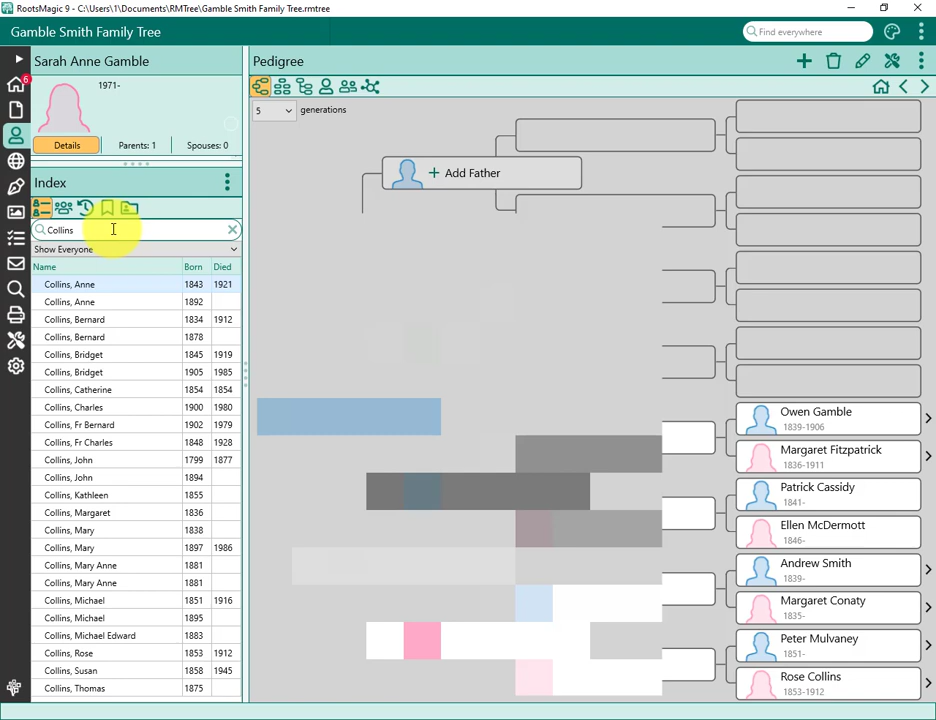 RootsMagic 9 - C:\Users\1\Documents\RMTree\Gamble Smith Family Tree.rmtree
Gamble Smith Family Tree
Find everywhere
6
Sarah Anne Gamble
1971-
Details
Parents: 1
Spouses: 0
Index
Collins
Show Everyone
Name Born Died
Collins, Anne 1843 1921
Collins, Anne 1892
Collins, Bernard 1834 1912
Collins, Bernard 1878
Collins, Bridget 1845 1919
Collins, Bridget 1905 1985
Collins, Catherine 1854 1854
Collins, Charles 1900 1980
Collins, Fr Bernard 1902 1979
Collins, Fr Charles 1848 1928
Collins, John 1799 1877
Collins, John 1894
Collins, Kathleen 1855
Collins, Margaret 1836
Collins, Mary 1838
Collins, Mary 1897 1986
Collins, Mary Anne 1881
Collins, Mary Anne 1881
Collins, Michael 1851 1916
Collins, Michael 1895
Collins, Michael Edward 1883
Collins, Rose 1853 1912
Collins, Susan 1858 1945
Collins, Thomas 1875
Pedigree
5 generations
+ Add Father
Owen Gamble
1839-1906
Margaret Fitzpatrick
1836-1911
Patrick Cassidy
1841-
Ellen McDermott
1846-
Andrew Smith
1839-
Margaret Conaty
1835-
Peter Mulvaney
1851-
Rose Collins
1853-1912